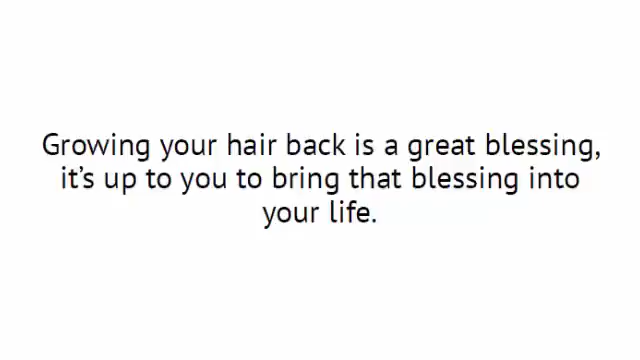 Growing your hair back is a great blessing,
it’s up to you to bring that blessing into
your life.